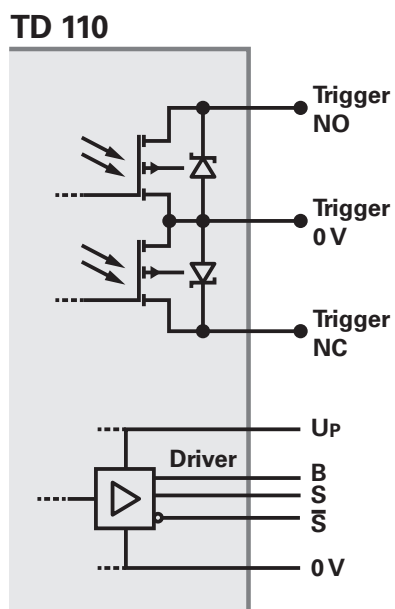 TD 110
Trigger
NO
Trigger
0 V
Trigger
NC
UP
Driver
B
S
S̅
0 V